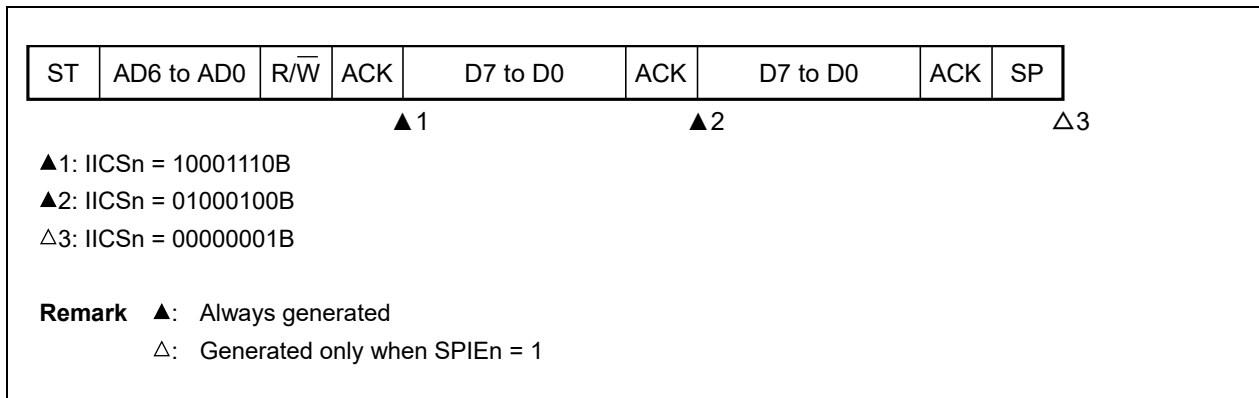 ST AD6 to AD0 R/W̅ ACK D7 to D0 ACK D7 to D0 ACK SP
▲1 ▲2 △3
▲1: IICSn = 10001110B
▲2: IICSn = 01000100B
△3: IICSn = 00000001B
Remark ▲: Always generated
△: Generated only when SPIEn = 1